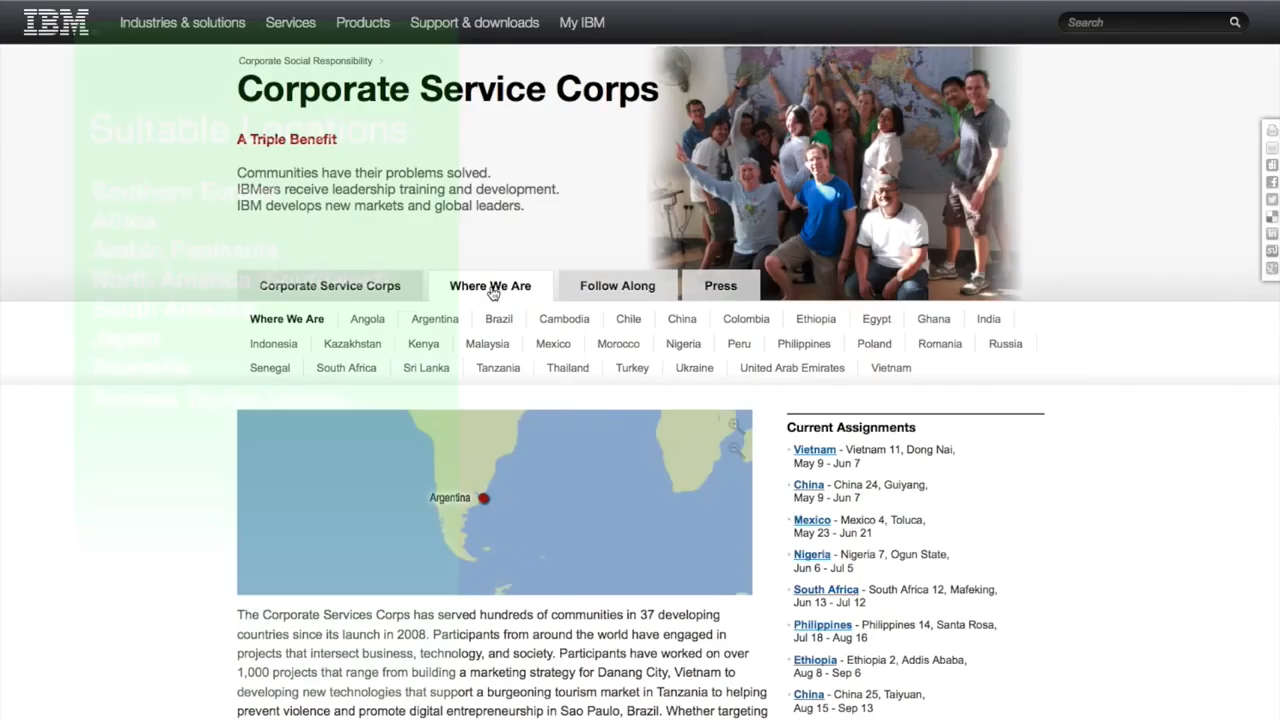 IBM
Industries & solutions Services Products Support & downloads My IBM Search
Corporate Social Responsibility
Corporate Service Corps
Suitable Locations
A Triple Benefit
Communities have their problems solved.
IBMers receive leadership training and development.
IBM develops new markets and global leaders.
Africa
Arabic Peninsula
North America
South America
Japan
Corporate Service Corps Where We Are Follow Along Press
Where We Are Angola Argentina Brazil Cambodia Chile China Colombia Ethiopia Egypt Ghana India
Indonesia Kazakhstan Kenya Malaysia Mexico Morocco Nigeria Peru Philippines Poland Romania Russia
Senegal South Africa Sri Lanka Tanzania Thailand Turkey Ukraine United Arab Emirates Vietnam
Argentina
The Corporate Services Corps has served hundreds of communities in 37 developing
countries since its launch in 2008. Participants from around the world have engaged in
projects that intersect business, technology, and society. Participants have worked on over
1,000 projects that range from building a marketing strategy for Danang City, Vietnam to
developing new technologies that support a burgeoning tourism market in Tanzania to helping
prevent violence and promote digital entrepreneurship in Sao Paulo, Brazil. Whether targeting
Current Assignments
Vietnam - Vietnam 11, Dong Nai,
May 9 - Jun 7
China - China 24, Guiyang,
May 9 - Jun 7
Mexico - Mexico 4, Toluca,
May 23 - Jun 21
Nigeria - Nigeria 7, Ogun State,
Jun 6 - Jul 5
South Africa - South Africa 12, Mafeking,
Jun 13 - Jul 12
Philippines - Philippines 14, Santa Rosa,
Jul 18 - Aug 16
Ethiopia - Ethiopia 2, Addis Ababa,
Aug 8 - Sep 6
China - China 25, Taiyuan,
Aug 15 - Sep 13